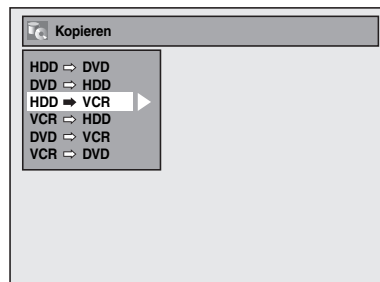 Kopieren
HDD ⇨ DVD
DVD ⇨ HDD
HDD ➡ VCR
VCR ⇨ HDD
DVD ⇨ VCR
VCR ⇨ DVD